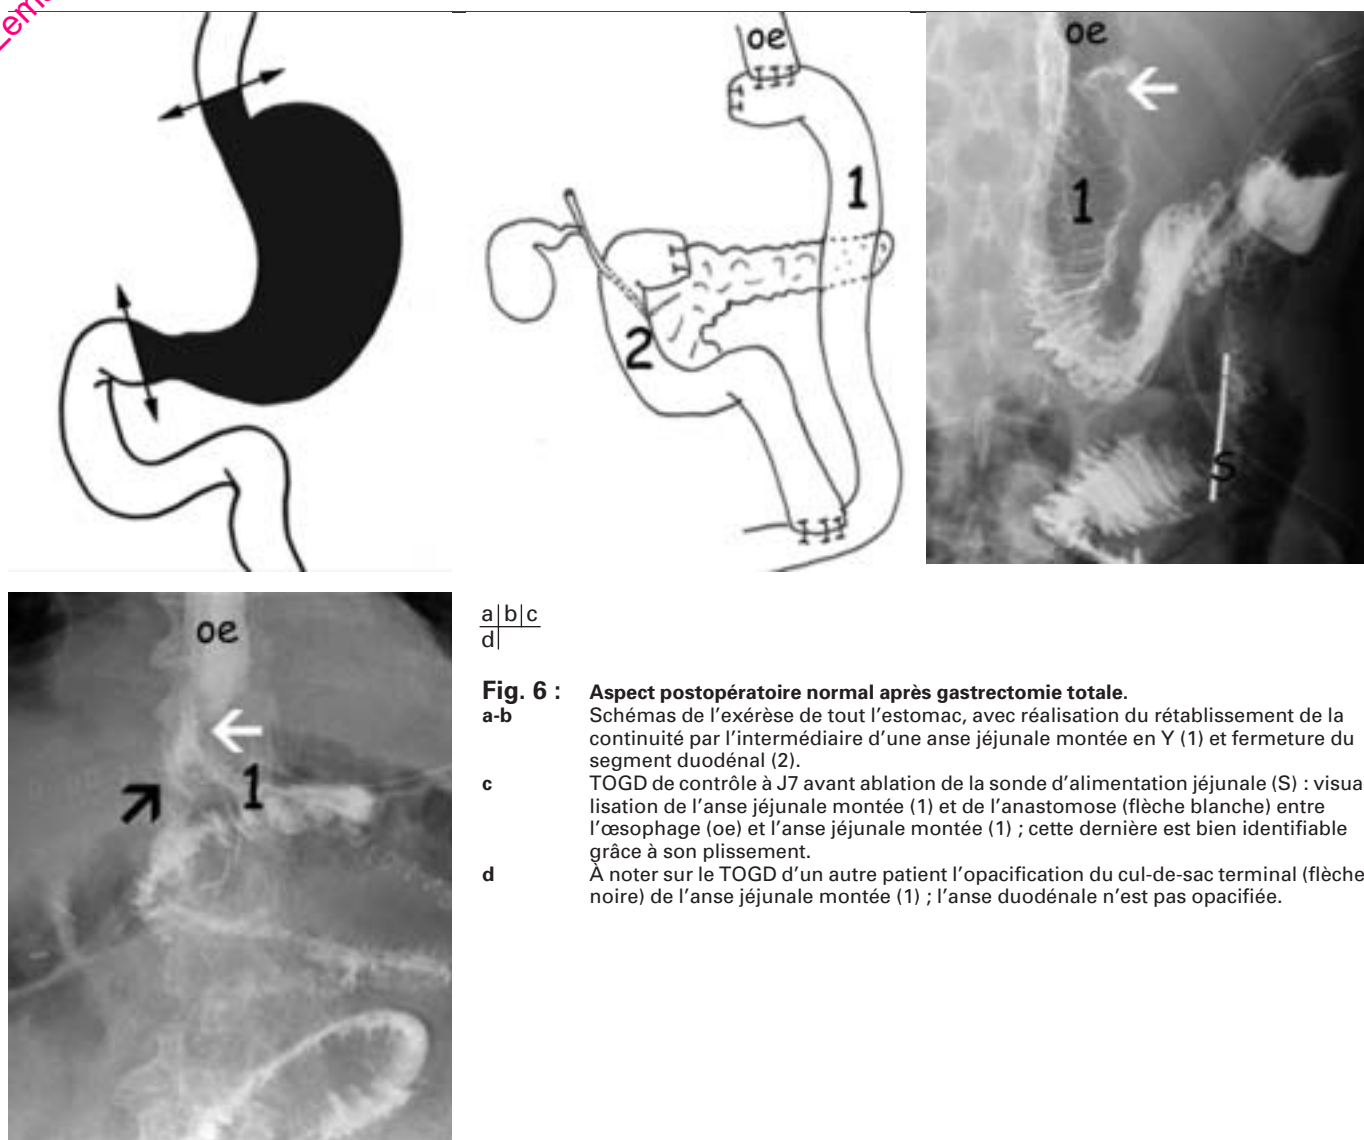 oe
1
2
oe
1
S
oe
1
a|b|c
d|
Fig. 6 : Aspect postopératoire normal après gastrectomie totale.
a-b Schémas de l'exérèse de tout l'estomac, avec réalisation du rétablissement de la
continuité par l'intermédiaire d'une anse jéjunale montée en Y (1) et fermeture du
segment duodénal (2).
c TOGD de contrôle à J7 avant ablation de la sonde d'alimentation jéjunale (S) : visua
lisation de l'anse jéjunale montée (1) et de l'anastomose (flèche blanche) entre
l'œsophage (oe) et l'anse jéjunale montée (1) ; cette dernière est bien identifiable
grâce à son plissement.
d À noter sur le TOGD d'un autre patient l'opacification du cul-de-sac terminal (flèche
noire) de l'anse jéjunale montée (1) ; l'anse duodénale n'est pas opacifiée.